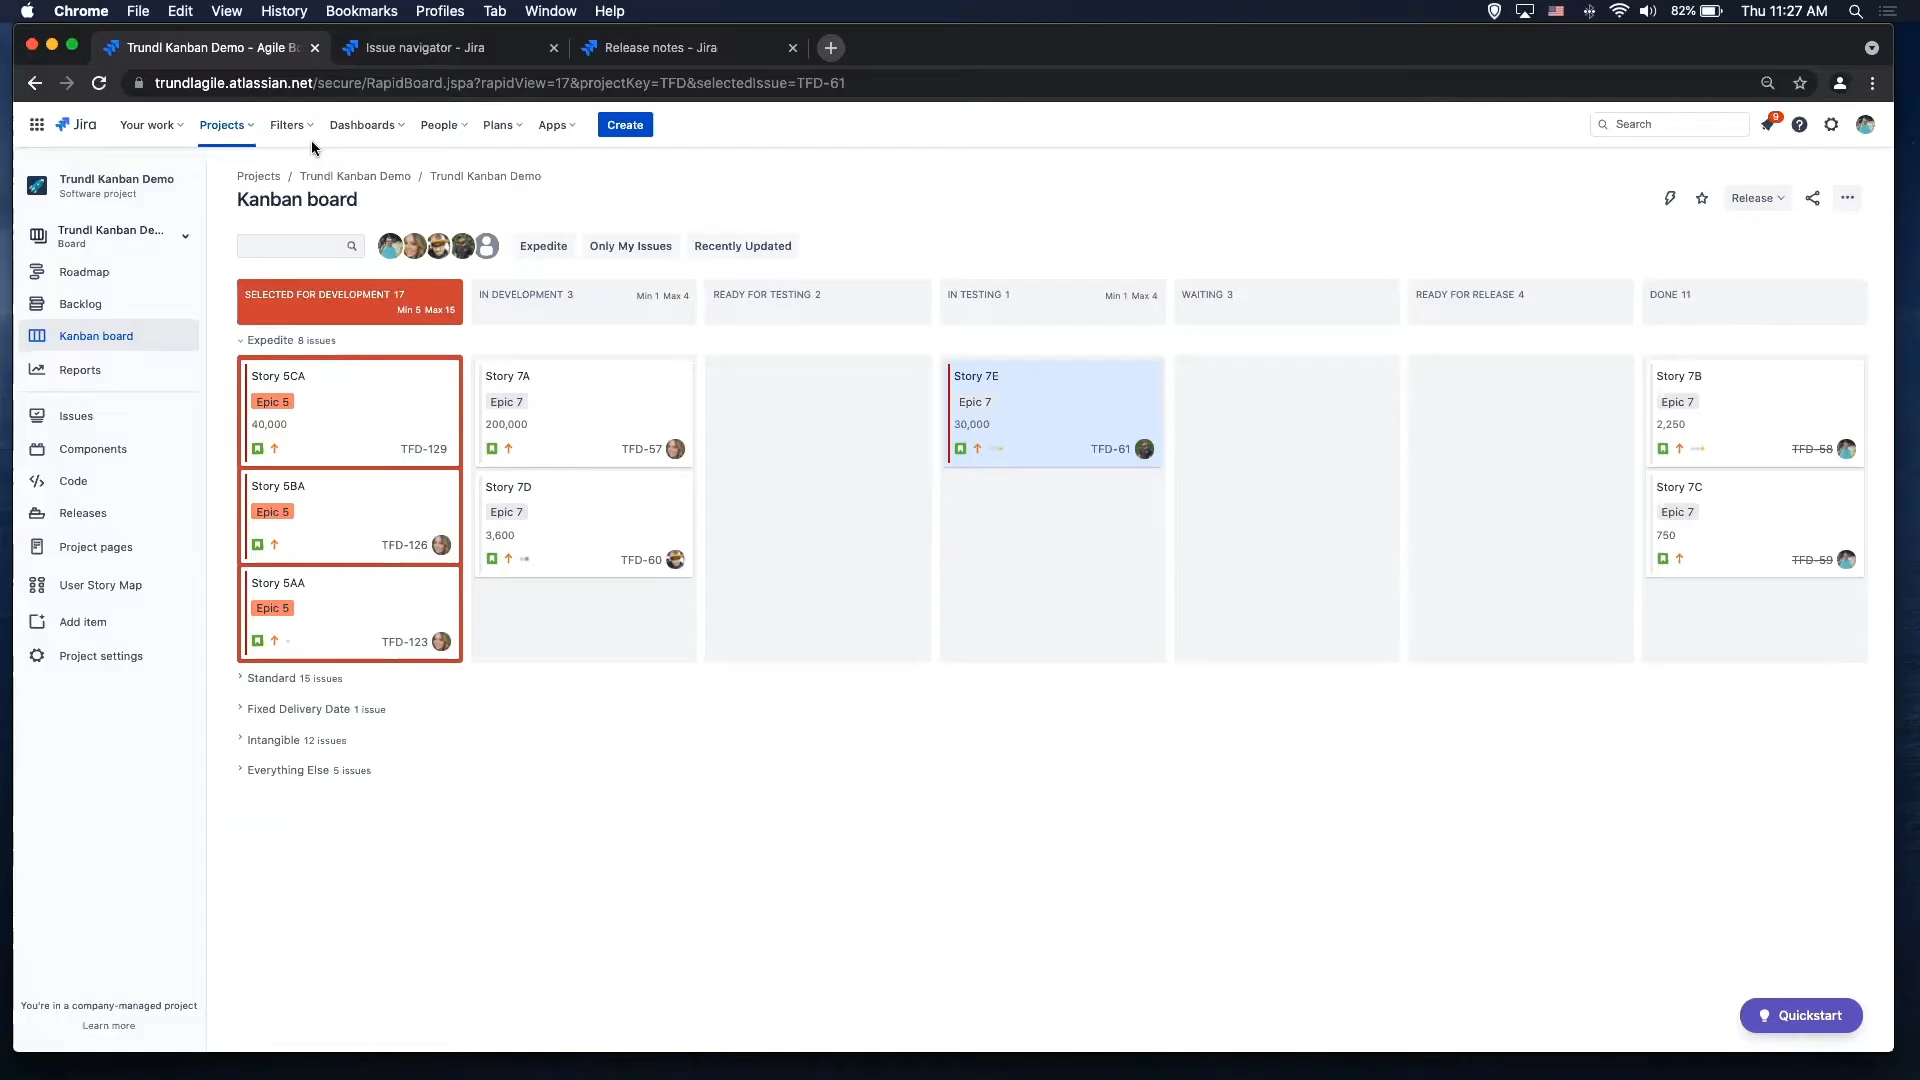 Chrome File Edit View History Bookmarks Profiles Tab Window Help
82% Thu 11:27 AM
Trundl Kanban Demo - Agile Bo
Issue navigator - Jira
Release notes - Jira
trundlagile.atlassian.net/secure/RapidBoard.jspa?rapidView=17&projectKey=TFD&selectedIssue=TFD-61
Jira Your work Projects Filters Dashboards People Plans Apps Create Search 9
Trundl Kanban Demo
Software project
Trundl Kanban De...
Board
Roadmap
Backlog
Kanban board
Reports
Issues
Components
Code
Releases
Project pages
User Story Map
Add item
Project settings
You're in a company-managed project
Learn more
Projects / Trundl Kanban Demo / Trundl Kanban Demo
Kanban board
Release
Expedite Only My Issues Recently Updated
SELECTED FOR DEVELOPMENT 17
Min 5 Max 15
IN DEVELOPMENT 3 Min 1 Max 4
READY FOR TESTING 2
IN TESTING 1 Min 1 Max 4
WAITING 3
READY FOR RELEASE 4
DONE 11
Expedite 8 issues
Story 5CA
Epic 5
40,000
TFD-129
Story 5BA
Epic 5
TFD-126
Story 5AA
Epic 5
TFD-123
Story 7A
Epic 7
200,000
TFD-57
Story 7D
Epic 7
3,600
TFD-60
Story 7E
Epic 7
30,000
TFD-61
Story 7B
Epic 7
2,250
TFD-58
Story 7C
Epic 7
750
TFD-59
Standard 15 issues
Fixed Delivery Date 1 issue
Intangible 12 issues
Everything Else 5 issues
Quickstart